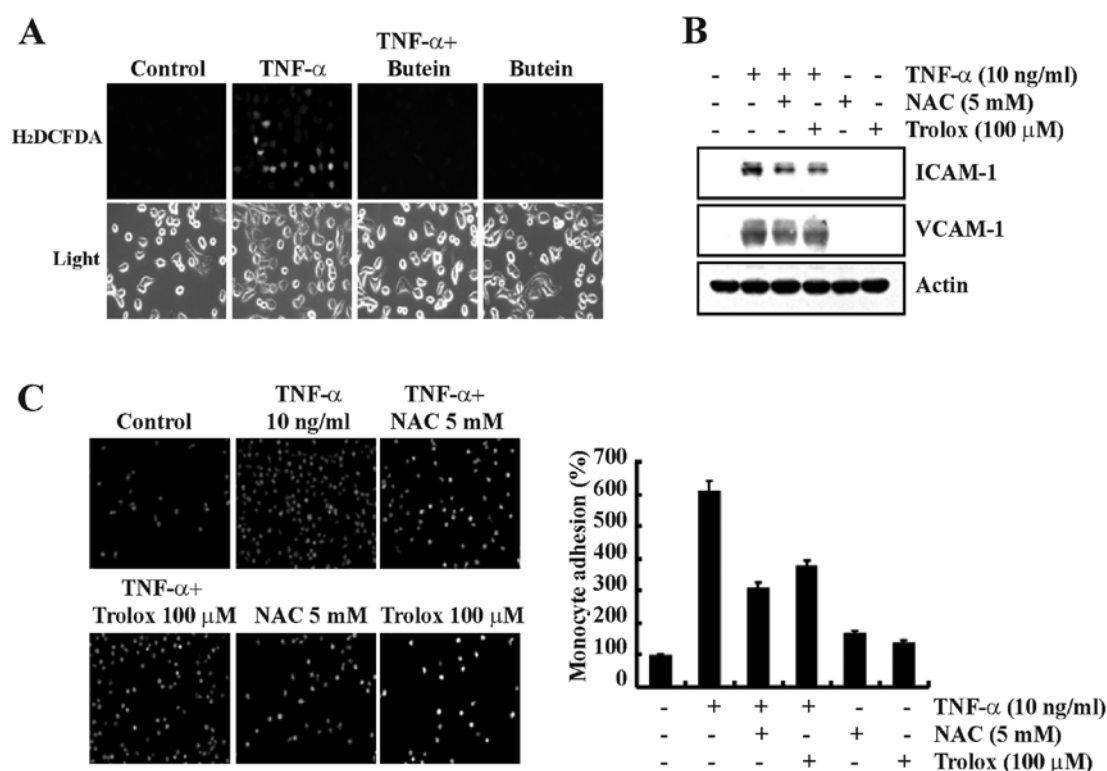 A
Control
TNF-α
TNF-α+
Butein
Butein
H₂DCFDA
Light
B
- + + + - - TNF-α (10 ng/ml)
- - + - + - NAC (5 mM)
- - - + - + Trolox (100 μM)
ICAM-1
VCAM-1
Actin
C
Control
TNF-α
10 ng/ml
TNF-α+
NAC 5 mM
TNF-α+
Trolox 100 μM
NAC 5 mM
Trolox 100 μM
Monocyte adhesion (%)
700
600
500
400
300
200
100
0
- + + + - - TNF-α (10 ng/ml)
- - + - + - NAC (5 mM)
- - - + - + Trolox (100 μM)